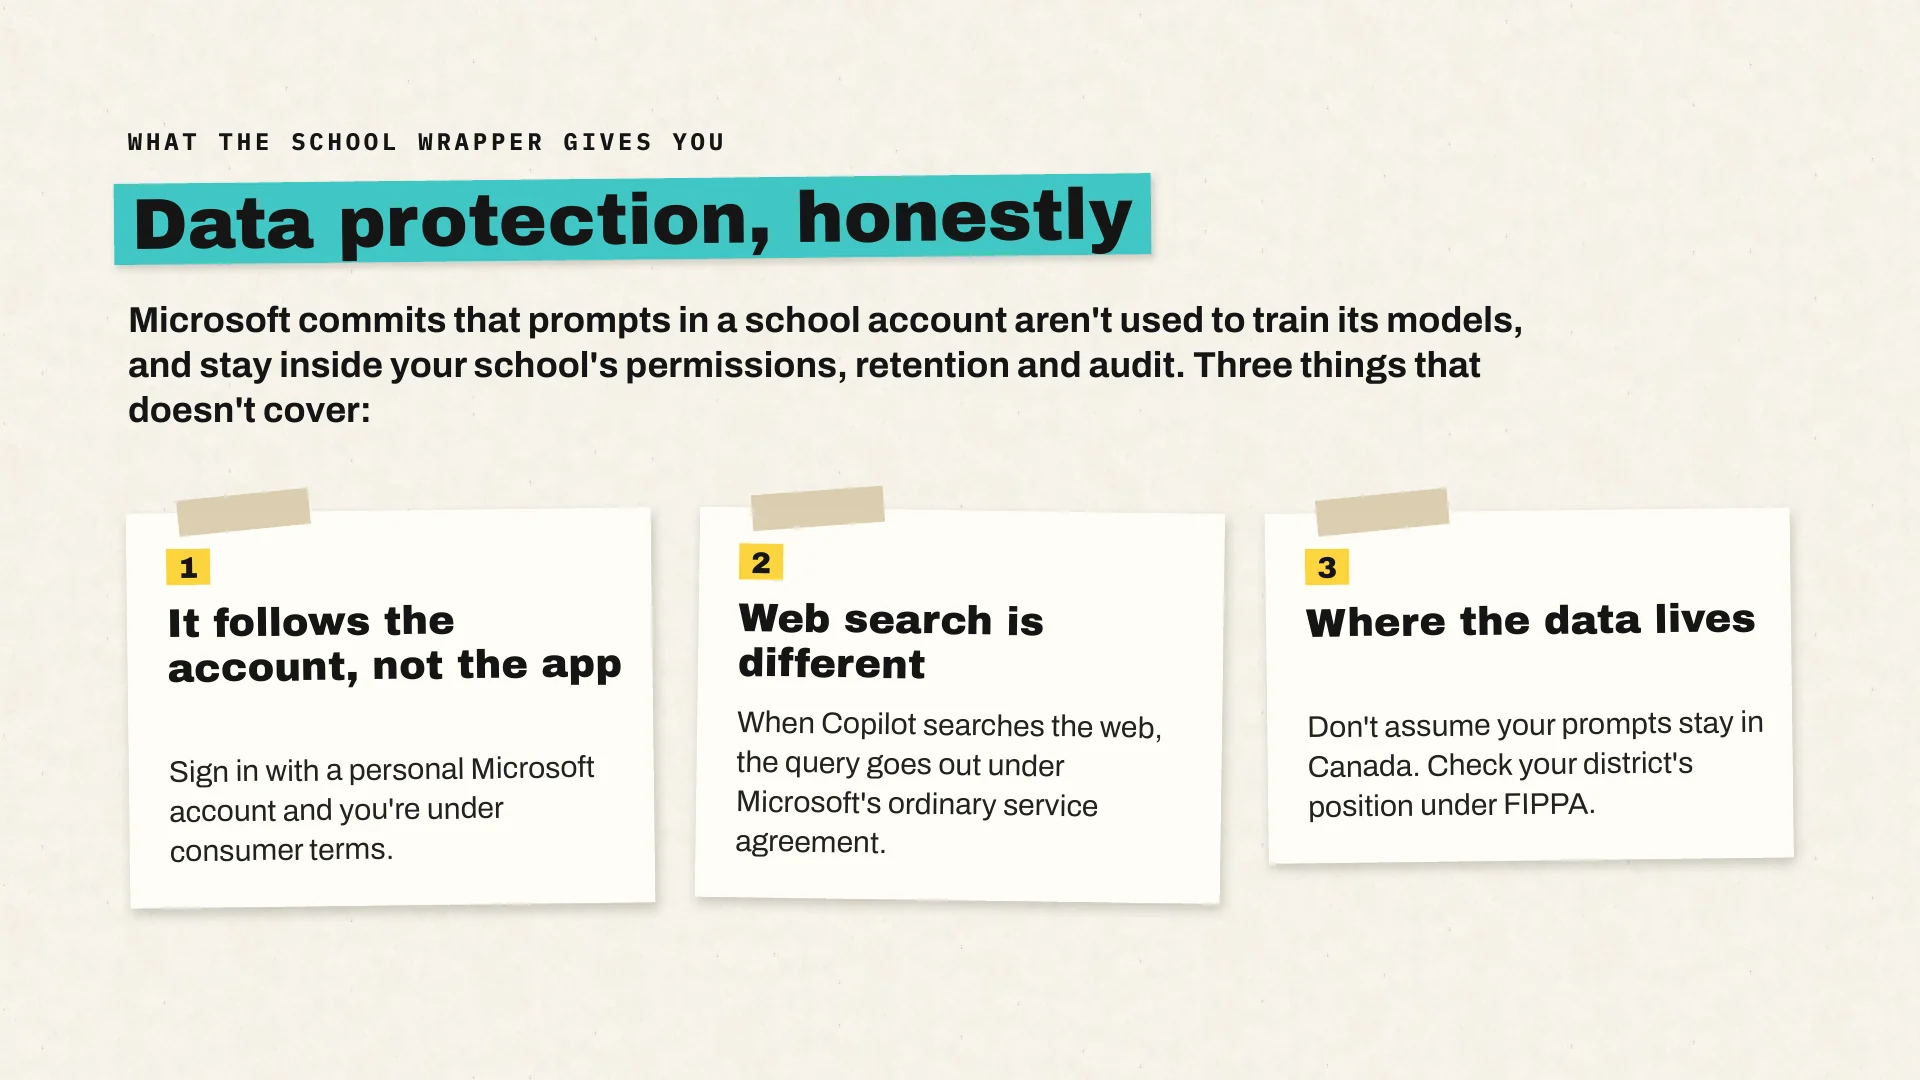 WHAT THE SCHOOL WRAPPER GIVES YOU
Data protection, honestly
Microsoft commits that prompts in a school account aren't used to train its models,
and stay inside your school's permissions, retention and audit. Three things that
doesn't cover:
1
It follows the
account, not the app
Sign in with a personal Microsoft
account and you're under
consumer terms.
2
Web search is
different
When Copilot searches the web,
the query goes out under
Microsoft's ordinary service
agreement.
3
Where the data lives
Don't assume your prompts stay in
Canada. Check your district's
position under FIPPA.